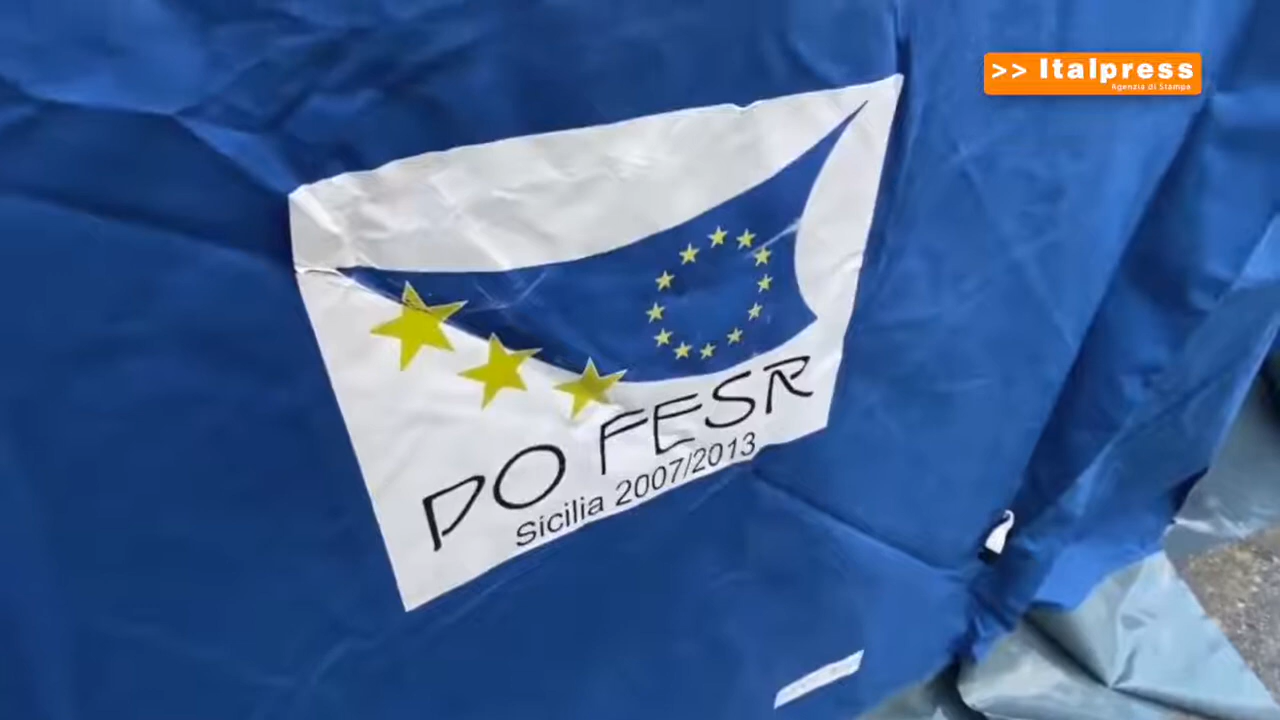 >> Italpress
Agenzia di Stampa
PO FESR
Sicilia 2007/2013